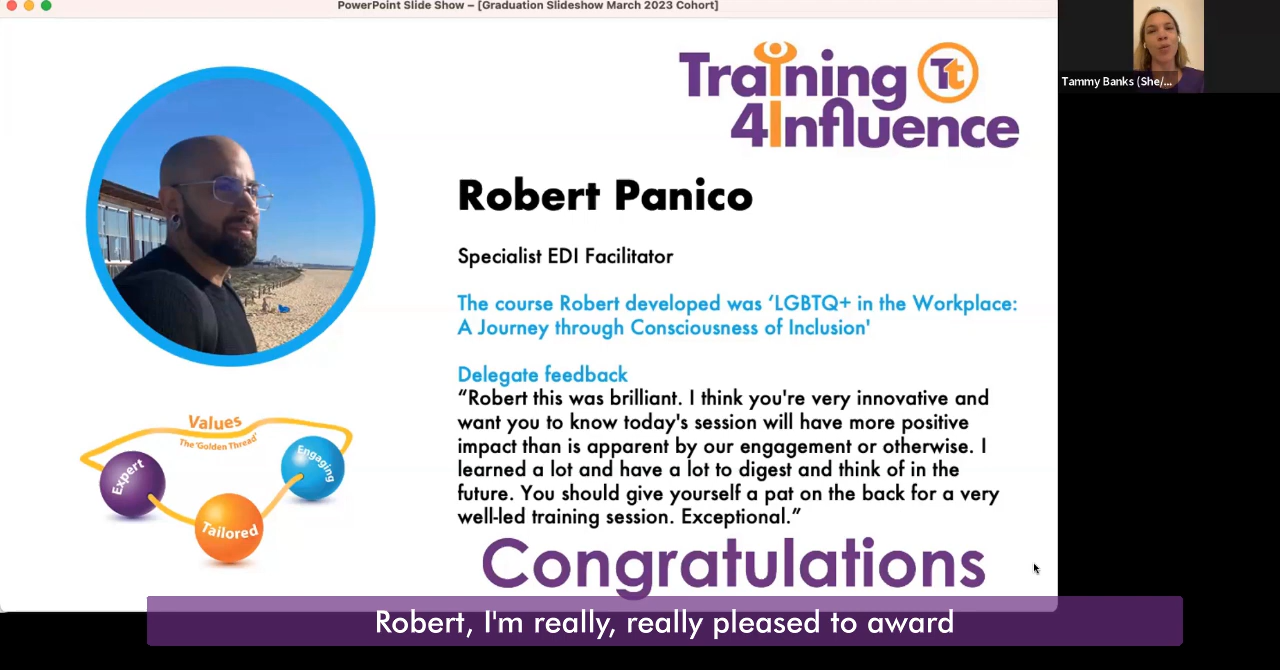 PowerPoint Slide Show – [Graduation Slideshow March 2023 Cohort]
Tammy Banks (She/...
Training Tt
4Influence
Robert Panico
Specialist EDI Facilitator
The course Robert developed was ‘LGBTQ+ in the Workplace:
A Journey through Consciousness of Inclusion'
Delegate feedback
“Robert this was brilliant. I think you're very innovative and
want you to know today's session will have more positive
impact than is apparent by our engagement or otherwise. I
learned a lot and have a lot to digest and think of in the
future. You should give yourself a pat on the back for a very
well-led training session. Exceptional.”
Values
The 'Golden Thread'
Expert
Tailored
Engaging
Congratulations
Robert, I'm really, really pleased to award